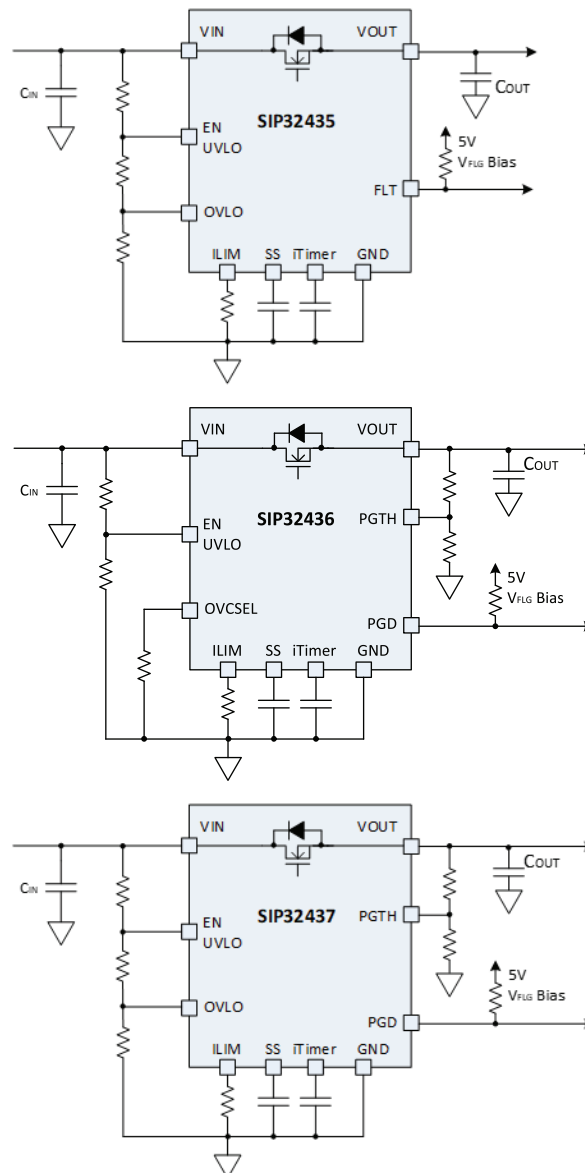 VIN VOUT
CIN
COUT
EN
UVLO
SIP32435
5V
VFLG Bias
OVLO
FLT
ILIM SS iTimer GND
VIN VOUT
CIN
COUT
EN
UVLO
SIP32436
PGTH
5V
VFLG Bias
OVCSEL
PGD
ILIM SS iTimer GND
VIN VOUT
CIN
COUT
EN
UVLO
SIP32437
PGTH
5V
VFLG Bias
OVLO
PGD
ILIM SS iTimer GND